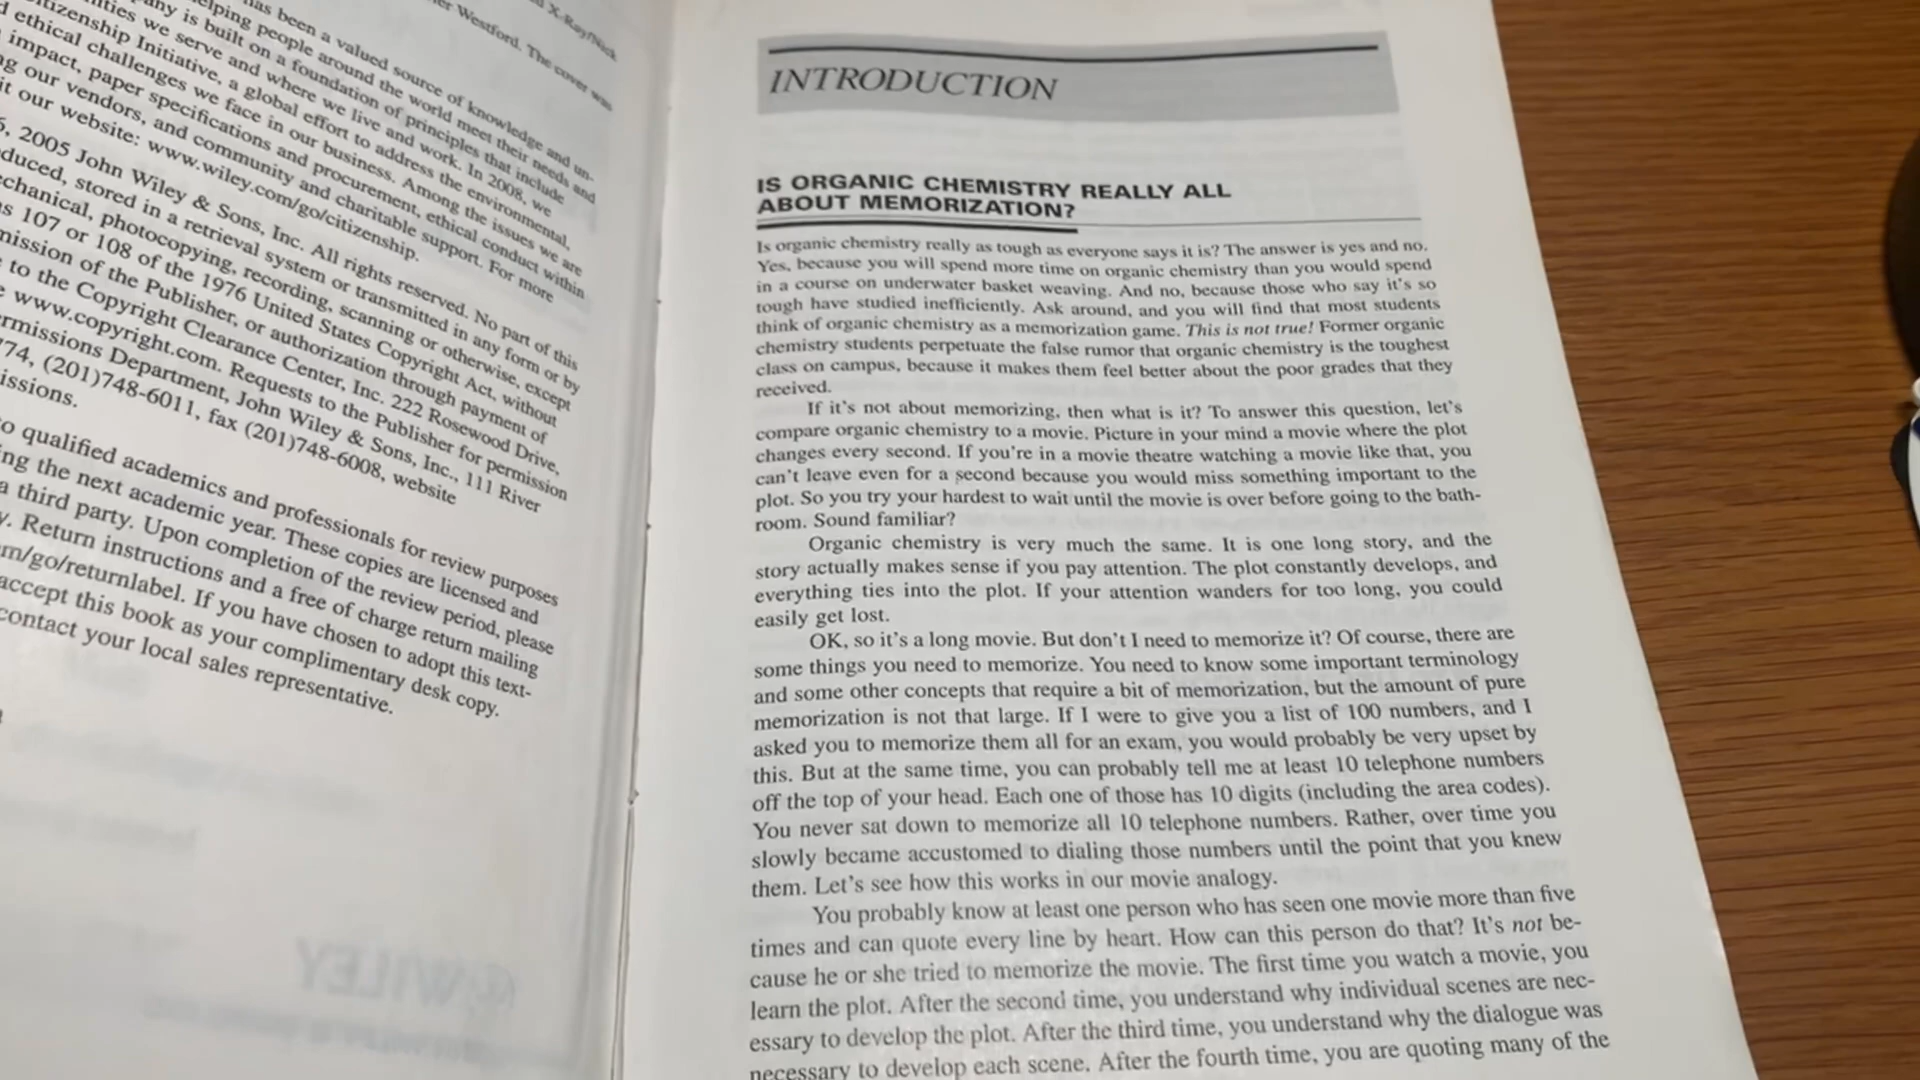 d X-Ray/Nick
er Westford. The cover was
has been a valued source of knowledge and un-
elping people around the world meet their needs and
any is built on a foundation of principles that include
ities we serve and where we live and work. In 2008, we
itizenship Initiative, a global effort to address the environmental,
d ethical challenges we face in our business. Among the issues we are
impact, paper specifications and procurement, ethical conduct within
ng our vendors, and community and charitable support. For more
it our website: www.wiley.com/go/citizenship.
6, 2005 John Wiley & Sons, Inc. All rights reserved. No part of this
duced, stored in a retrieval system or transmitted in any form or by
chanical, photocopying, recording, scanning or otherwise, except
s 107 or 108 of the 1976 United States Copyright Act, without
mission of the Publisher, or authorization through payment of
to the Copyright Clearance Center, Inc. 222 Rosewood Drive,
www.copyright.com. Requests to the Publisher for permission
rmissions Department, John Wiley & Sons, Inc., 111 River
74, (201)748-6011, fax (201)748-6008, website
issions.
o qualified academics and professionals for review purposes
ng the next academic year. These copies are licensed and
a third party. Upon completion of the review period, please
y. Return instructions and a free of charge return mailing
m/go/returnlabel. If you have chosen to adopt this text-
accept this book as your complimentary desk copy.
contact your local sales representative.
WILEY
INTRODUCTION
IS ORGANIC CHEMISTRY REALLY ALL
ABOUT MEMORIZATION?
Is organic chemistry really as tough as everyone says it is? The answer is yes and no.
Yes, because you will spend more time on organic chemistry than you would spend
in a course on underwater basket weaving. And no, because those who say it's so
tough have studied inefficiently. Ask around, and you will find that most students
think of organic chemistry as a memorization game. This is not true! Former organic
chemistry students perpetuate the false rumor that organic chemistry is the toughest
class on campus, because it makes them feel better about the poor grades that they
received.
If it's not about memorizing, then what is it? To answer this question, let's
compare organic chemistry to a movie. Picture in your mind a movie where the plot
changes every second. If you're in a movie theatre watching a movie like that, you
can't leave even for a second because you would miss something important to the
plot. So you try your hardest to wait until the movie is over before going to the bath-
room. Sound familiar?
Organic chemistry is very much the same. It is one long story, and the
story actually makes sense if you pay attention. The plot constantly develops, and
everything ties into the plot. If your attention wanders for too long, you could
easily get lost.
OK, so it's a long movie. But don't I need to memorize it? Of course, there are
some things you need to memorize. You need to know some important terminology
and some other concepts that require a bit of memorization, but the amount of pure
memorization is not that large. If I were to give you a list of 100 numbers, and I
asked you to memorize them all for an exam, you would probably be very upset by
this. But at the same time, you can probably tell me at least 10 telephone numbers
off the top of your head. Each one of those has 10 digits (including the area codes).
You never sat down to memorize all 10 telephone numbers. Rather, over time you
slowly became accustomed to dialing those numbers until the point that you knew
them. Let's see how this works in our movie analogy.
You probably know at least one person who has seen one movie more than five
times and can quote every line by heart. How can this person do that? It's not be-
cause he or she tried to memorize the movie. The first time you watch a movie, you
learn the plot. After the second time, you understand why individual scenes are nec-
essary to develop the plot. After the third time, you understand why the dialogue was
necessary to develop each scene. After the fourth time, you are quoting many of the